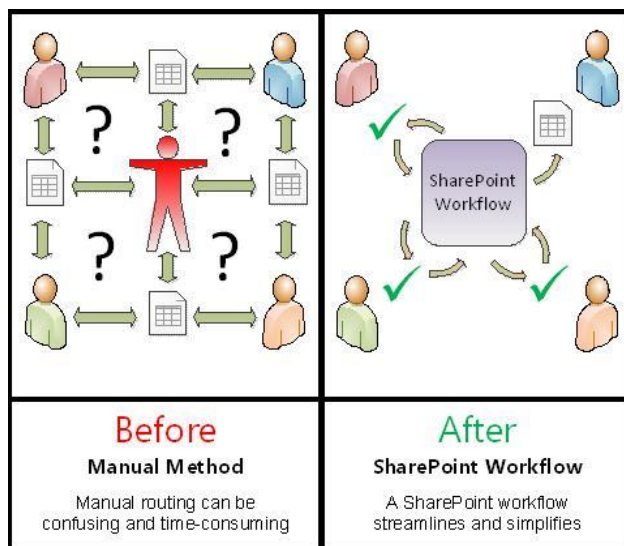 ?
?
?
?
SharePoint
Workflow
Before
Manual Method
Manual routing can be
confusing and time-consuming
After
SharePoint Workflow
A SharePoint workflow
streamlines and simplifies